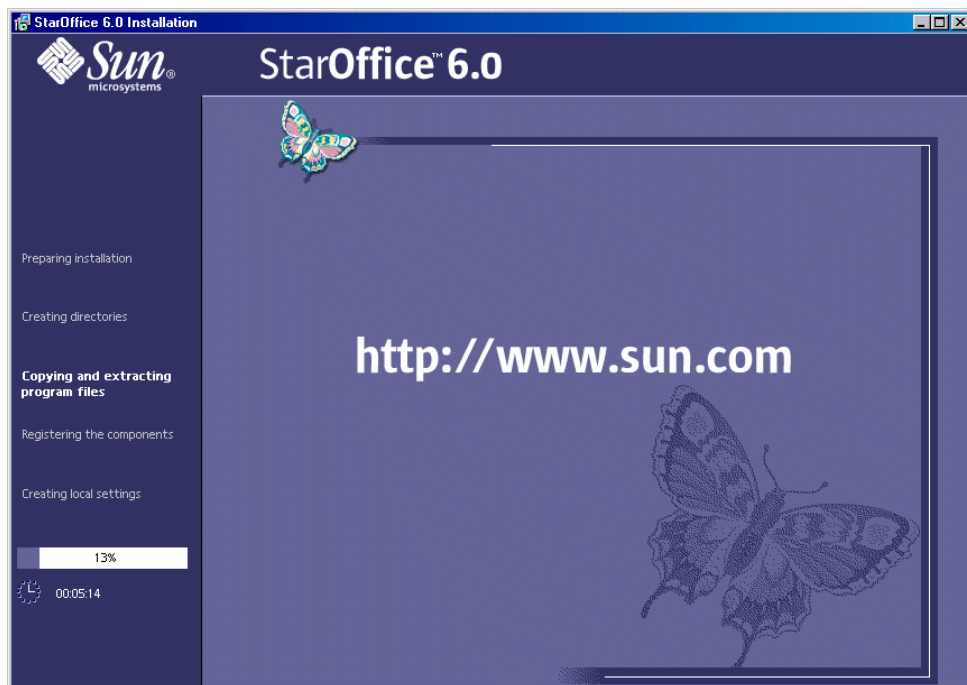 StarOffice 6.0 Installation
Sun®
microsystems
StarOffice™ 6.0
Preparing installation
Creating directories
Copying and extracting
program files
Registering the components
Creating local settings
13%
00:05:14
http://www.sun.com